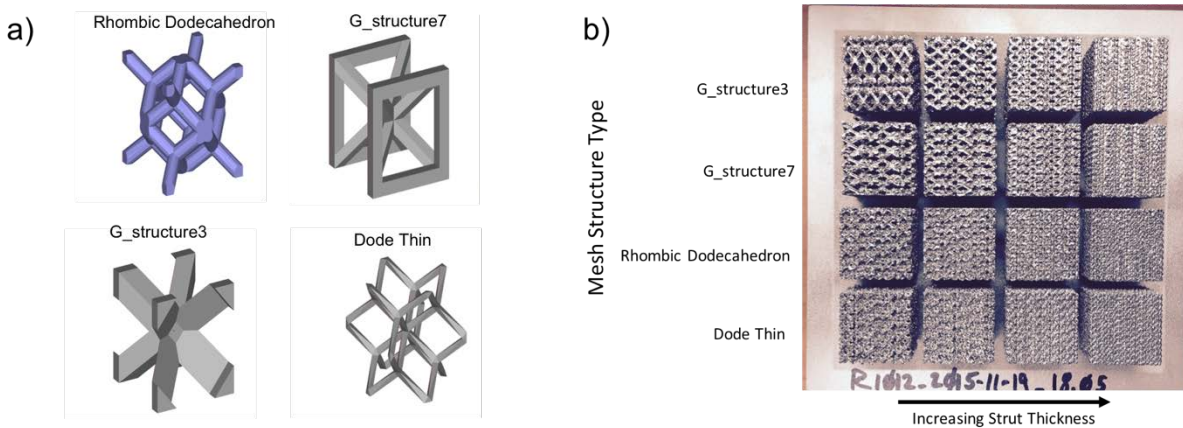 a)
Rhombic Dodecahedron
G_structure7
G_structure3
Dode Thin
b)
Mesh Structure Type
G_structure3
G_structure7
Rhombic Dodecahedron
Dode Thin
R1012_2015-11-19_18.05
Increasing Strut Thickness